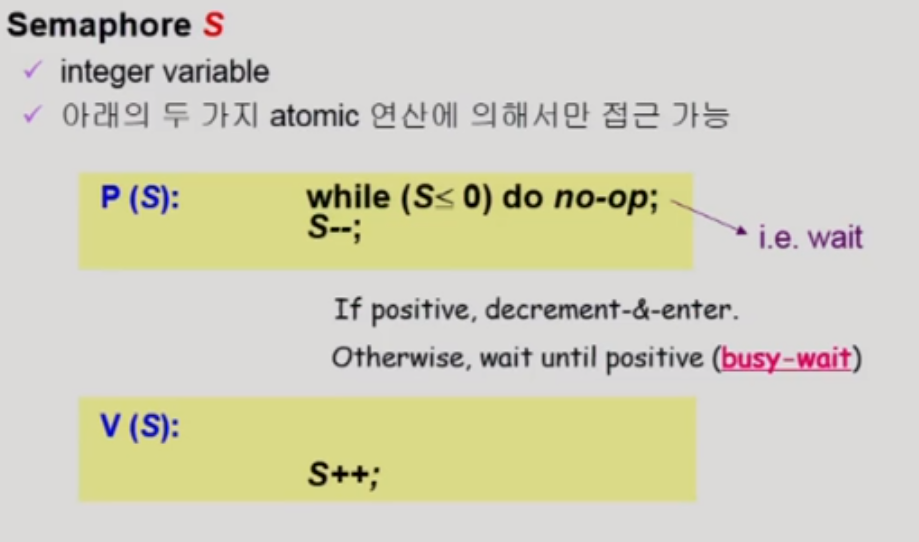 Semaphore S
✓ integer variable
✓ 아래의 두 가지 atomic 연산에 의해서만 접근 가능
P (S): while (S≤ 0) do no-op;
S--;
i.e. wait
If positive, decrement-&-enter.
Otherwise, wait until positive (busy-wait)
V (S):
S++;